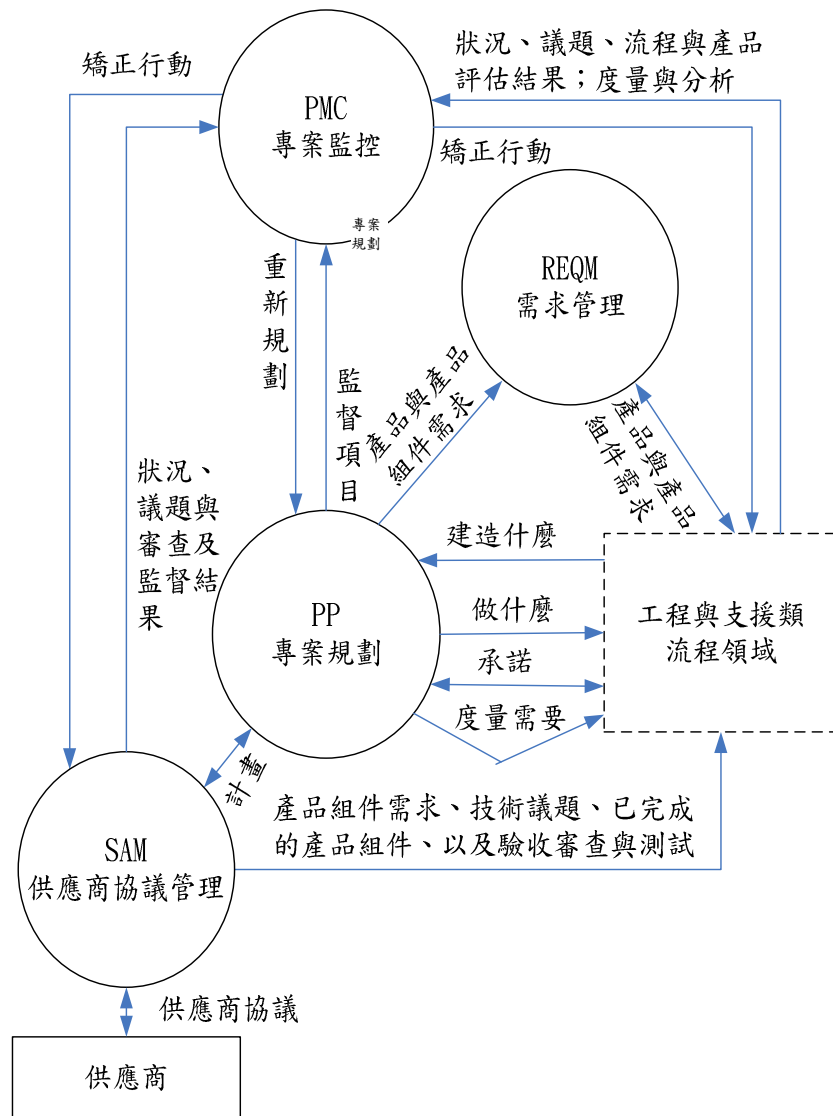 狀況、議題、流程與產品
評估結果；度量與分析
矯正行動
PMC
專案監控
矯正行動
專案
規劃
REQM
需求管理
重新規劃
監督項目
產品與產品
組件需求
產品與產品
組件需求
狀況、
議題與
審查及
監督結
果
建造什麼
PP
專案規劃
做什麼
承諾
度量需要
工程與支援類
流程領域
計畫
產品組件需求、技術議題、已完成
的產品組件、以及驗收審查與測試
SAM
供應商協議管理
供應商協議
供應商